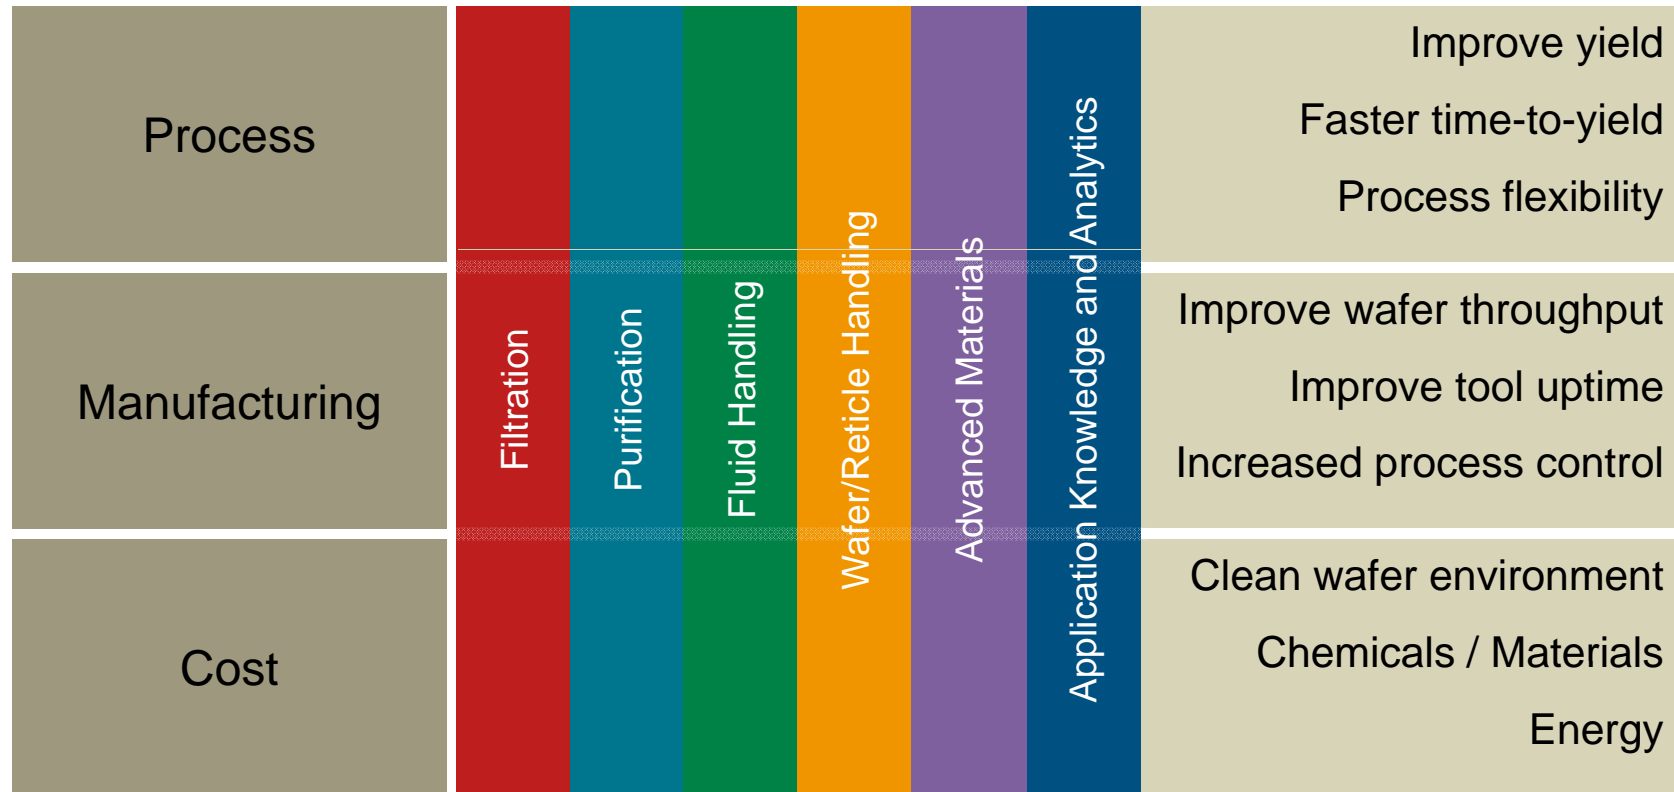 Process
Manufacturing
Cost
Filtration
Purification
Fluid Handling
Wafer/Reticle Handling
Advanced Materials
Application Knowledge and Analytics
Improve yield
Faster time-to-yield
Process flexibility
Improve wafer throughput
Improve tool uptime
Increased process control
Clean wafer environment
Chemicals / Materials
Energy